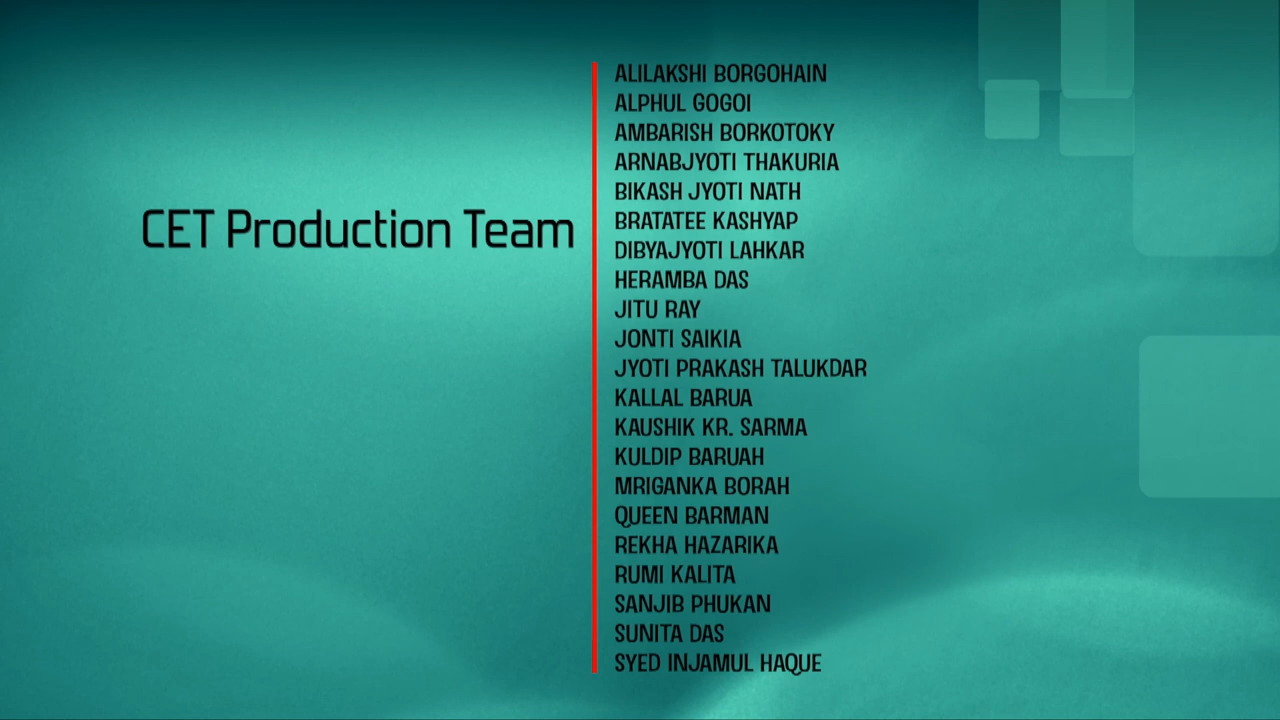 CET Production Team
ALILAKSHI BORGOHAIN
ALPHUL GOGOI
AMBARISH BORKOTOKY
ARNABJYOTI THAKURIA
BIKASH JYOTI NATH
BRATATEE KASHYAP
DIBYAJYOTI LAHKAR
HERAMBA DAS
JITU RAY
JONTI SAIKIA
JYOTI PRAKASH TALUKDAR
KALLAL BARUA
KAUSHIK KR. SARMA
KULDIP BARUAH
MRIGANKA BORAH
QUEEN BARMAN
REKHA HAZARIKA
RUMI KALITA
SANJIB PHUKAN
SUNITA DAS
SYED INJAMUL HAQUE